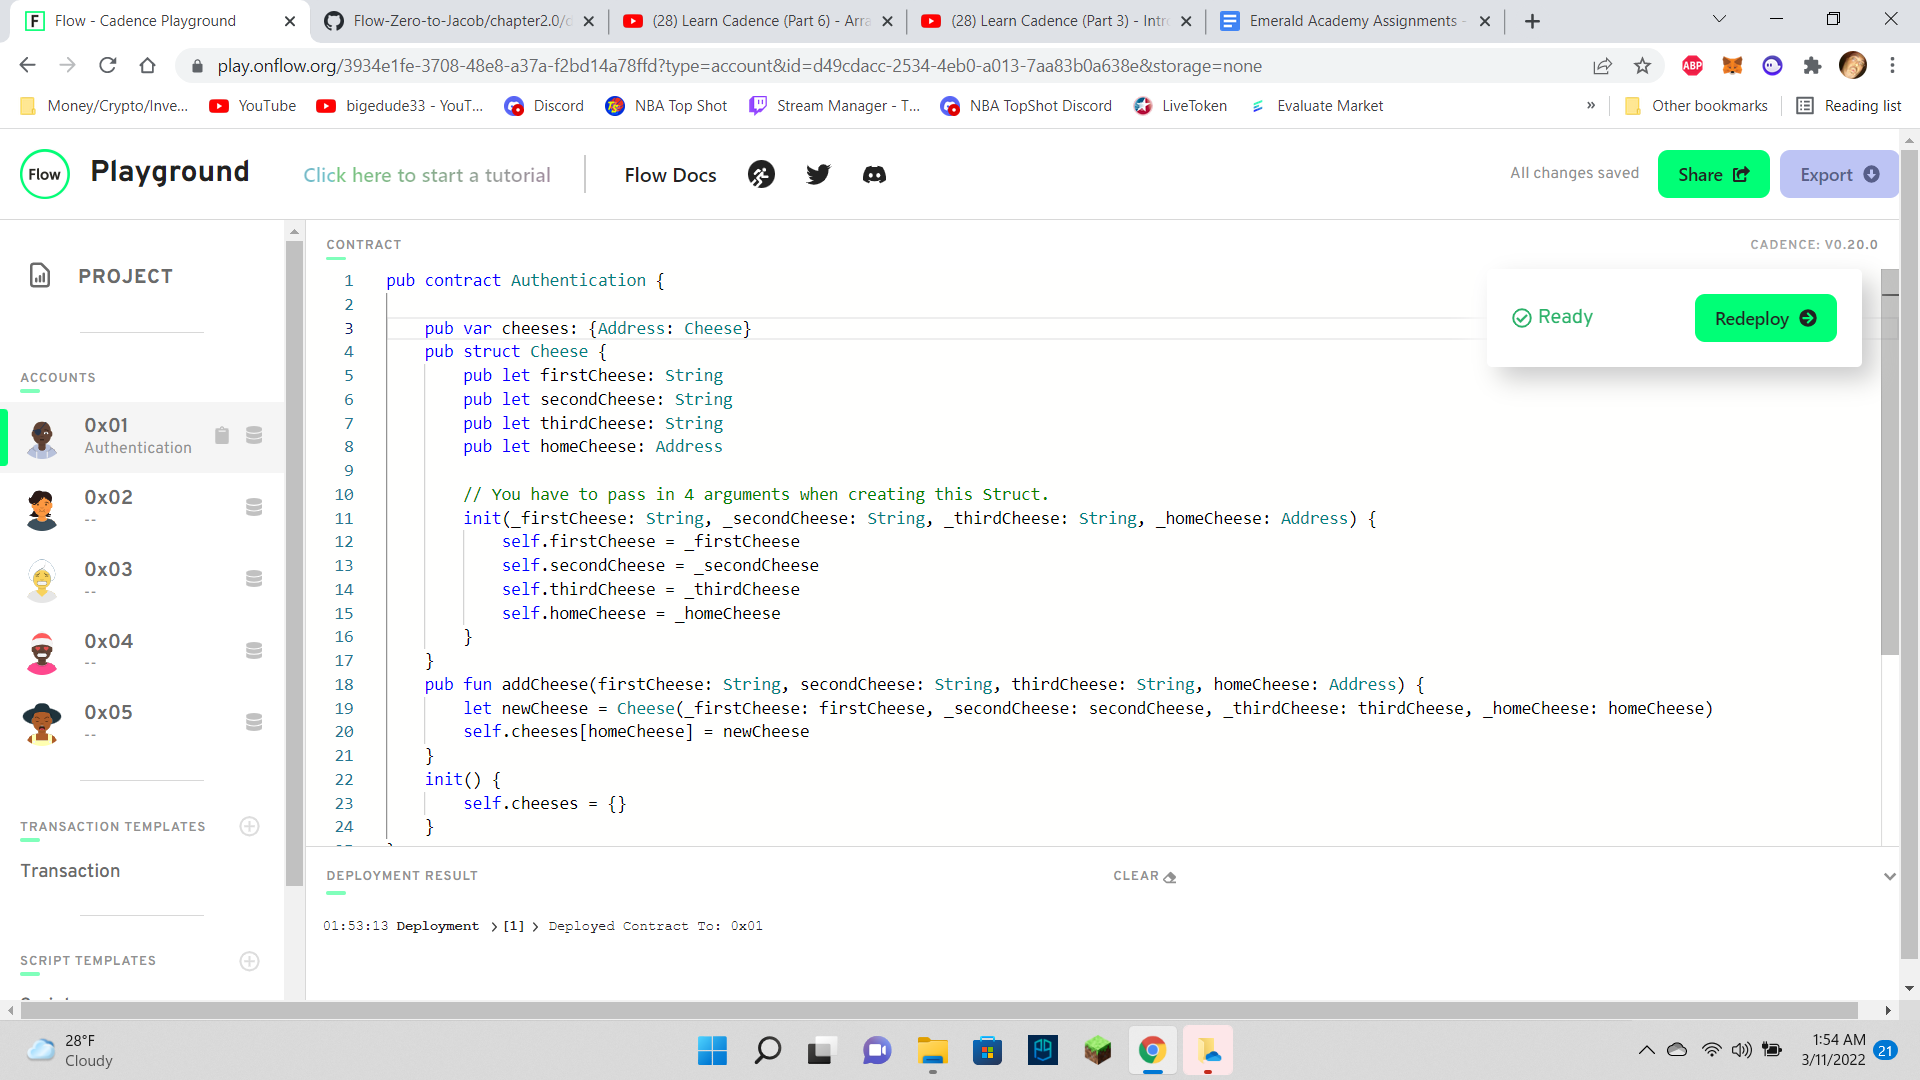 Flow - Cadence Playground
Flow-Zero-to-Jacob/chapter2.0/
(28) Learn Cadence (Part 6) - Arra
(28) Learn Cadence (Part 3) - Intr
Emerald Academy Assignments -
play.onflow.org/3934e1fe-3708-48e8-a37a-f2bd14a78ffd?type=account&id=d49cdacc-2534-4eb0-a013-7aa83b0a638e&storage=none
ABP
Money/Crypto/Inve...
YouTube
bigedude33 - YouT...
Discord
NBA Top Shot
Stream Manager - T...
NBA TopShot Discord
LiveToken
Evaluate Market
»
Other bookmarks
Reading list
Flow
Playground
Click here to start a tutorial
Flow Docs
All changes saved
Share
Export
PROJECT
ACCOUNTS
0x01
Authentication
0x02
--
0x03
--
0x04
--
0x05
--
TRANSACTION TEMPLATES
Transaction
SCRIPT TEMPLATES
CONTRACT
CADENCE: V0.20.0
Ready
Redeploy
1 pub contract Authentication {
2
3 pub var cheeses: {Address: Cheese}
4 pub struct Cheese {
5 pub let firstCheese: String
6 pub let secondCheese: String
7 pub let thirdCheese: String
8 pub let homeCheese: Address
9
10 // You have to pass in 4 arguments when creating this Struct.
11 init(_firstCheese: String, _secondCheese: String, _thirdCheese: String, _homeCheese: Address) {
12 self.firstCheese = _firstCheese
13 self.secondCheese = _secondCheese
14 self.thirdCheese = _thirdCheese
15 self.homeCheese = _homeCheese
16 }
17 }
18 pub fun addCheese(firstCheese: String, secondCheese: String, thirdCheese: String, homeCheese: Address) {
19 let newCheese = Cheese(_firstCheese: firstCheese, _secondCheese: secondCheese, _thirdCheese: thirdCheese, _homeCheese: homeCheese)
20 self.cheeses[homeCheese] = newCheese
21 }
22 init() {
23 self.cheeses = {}
24 }
DEPLOYMENT RESULT
CLEAR
01:53:13 Deployment >[1] > Deployed Contract To: 0x01
28°F
Cloudy
1:54 AM
3/11/2022
21